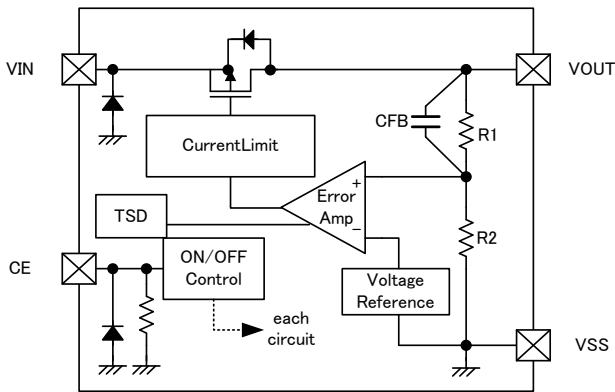 VIN
VOUT
CFB
R1
CurrentLimit
+
Error
Amp
-
TSD
R2
CE
ON/OFF
Control
Voltage
Reference
each
circuit
VSS